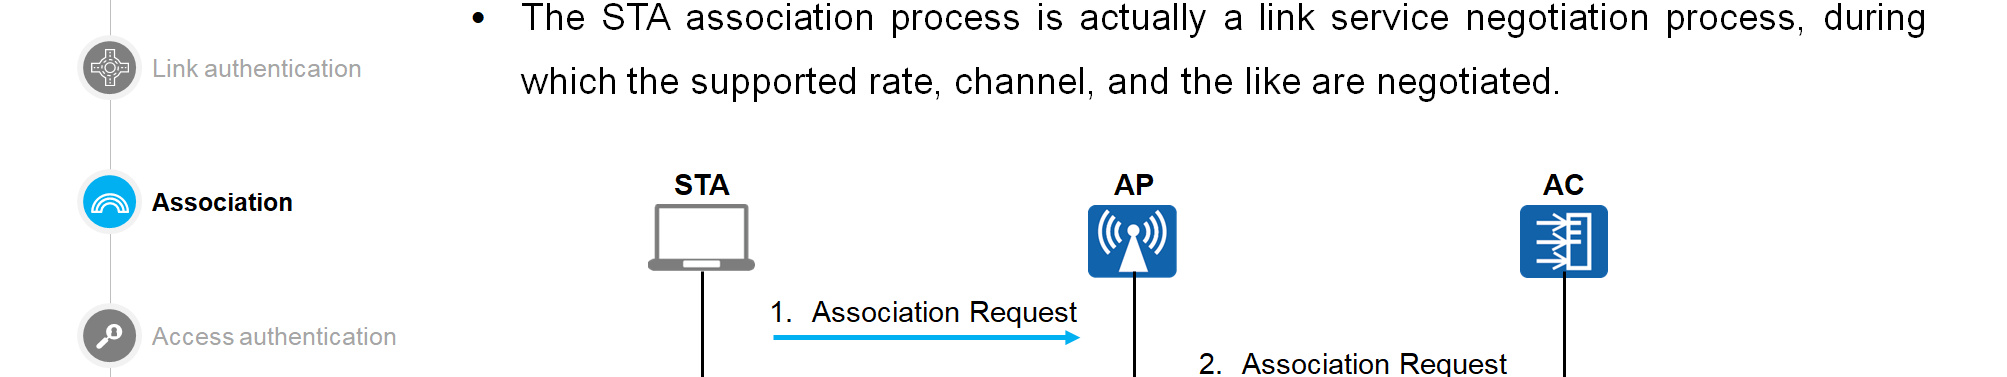 • The STA association process is actually a link service negotiation process, during
which the supported rate, channel, and the like are negotiated.
Link authentication
Association
Access authentication
STA
AP
AC
1. Association Request
2. Association Request